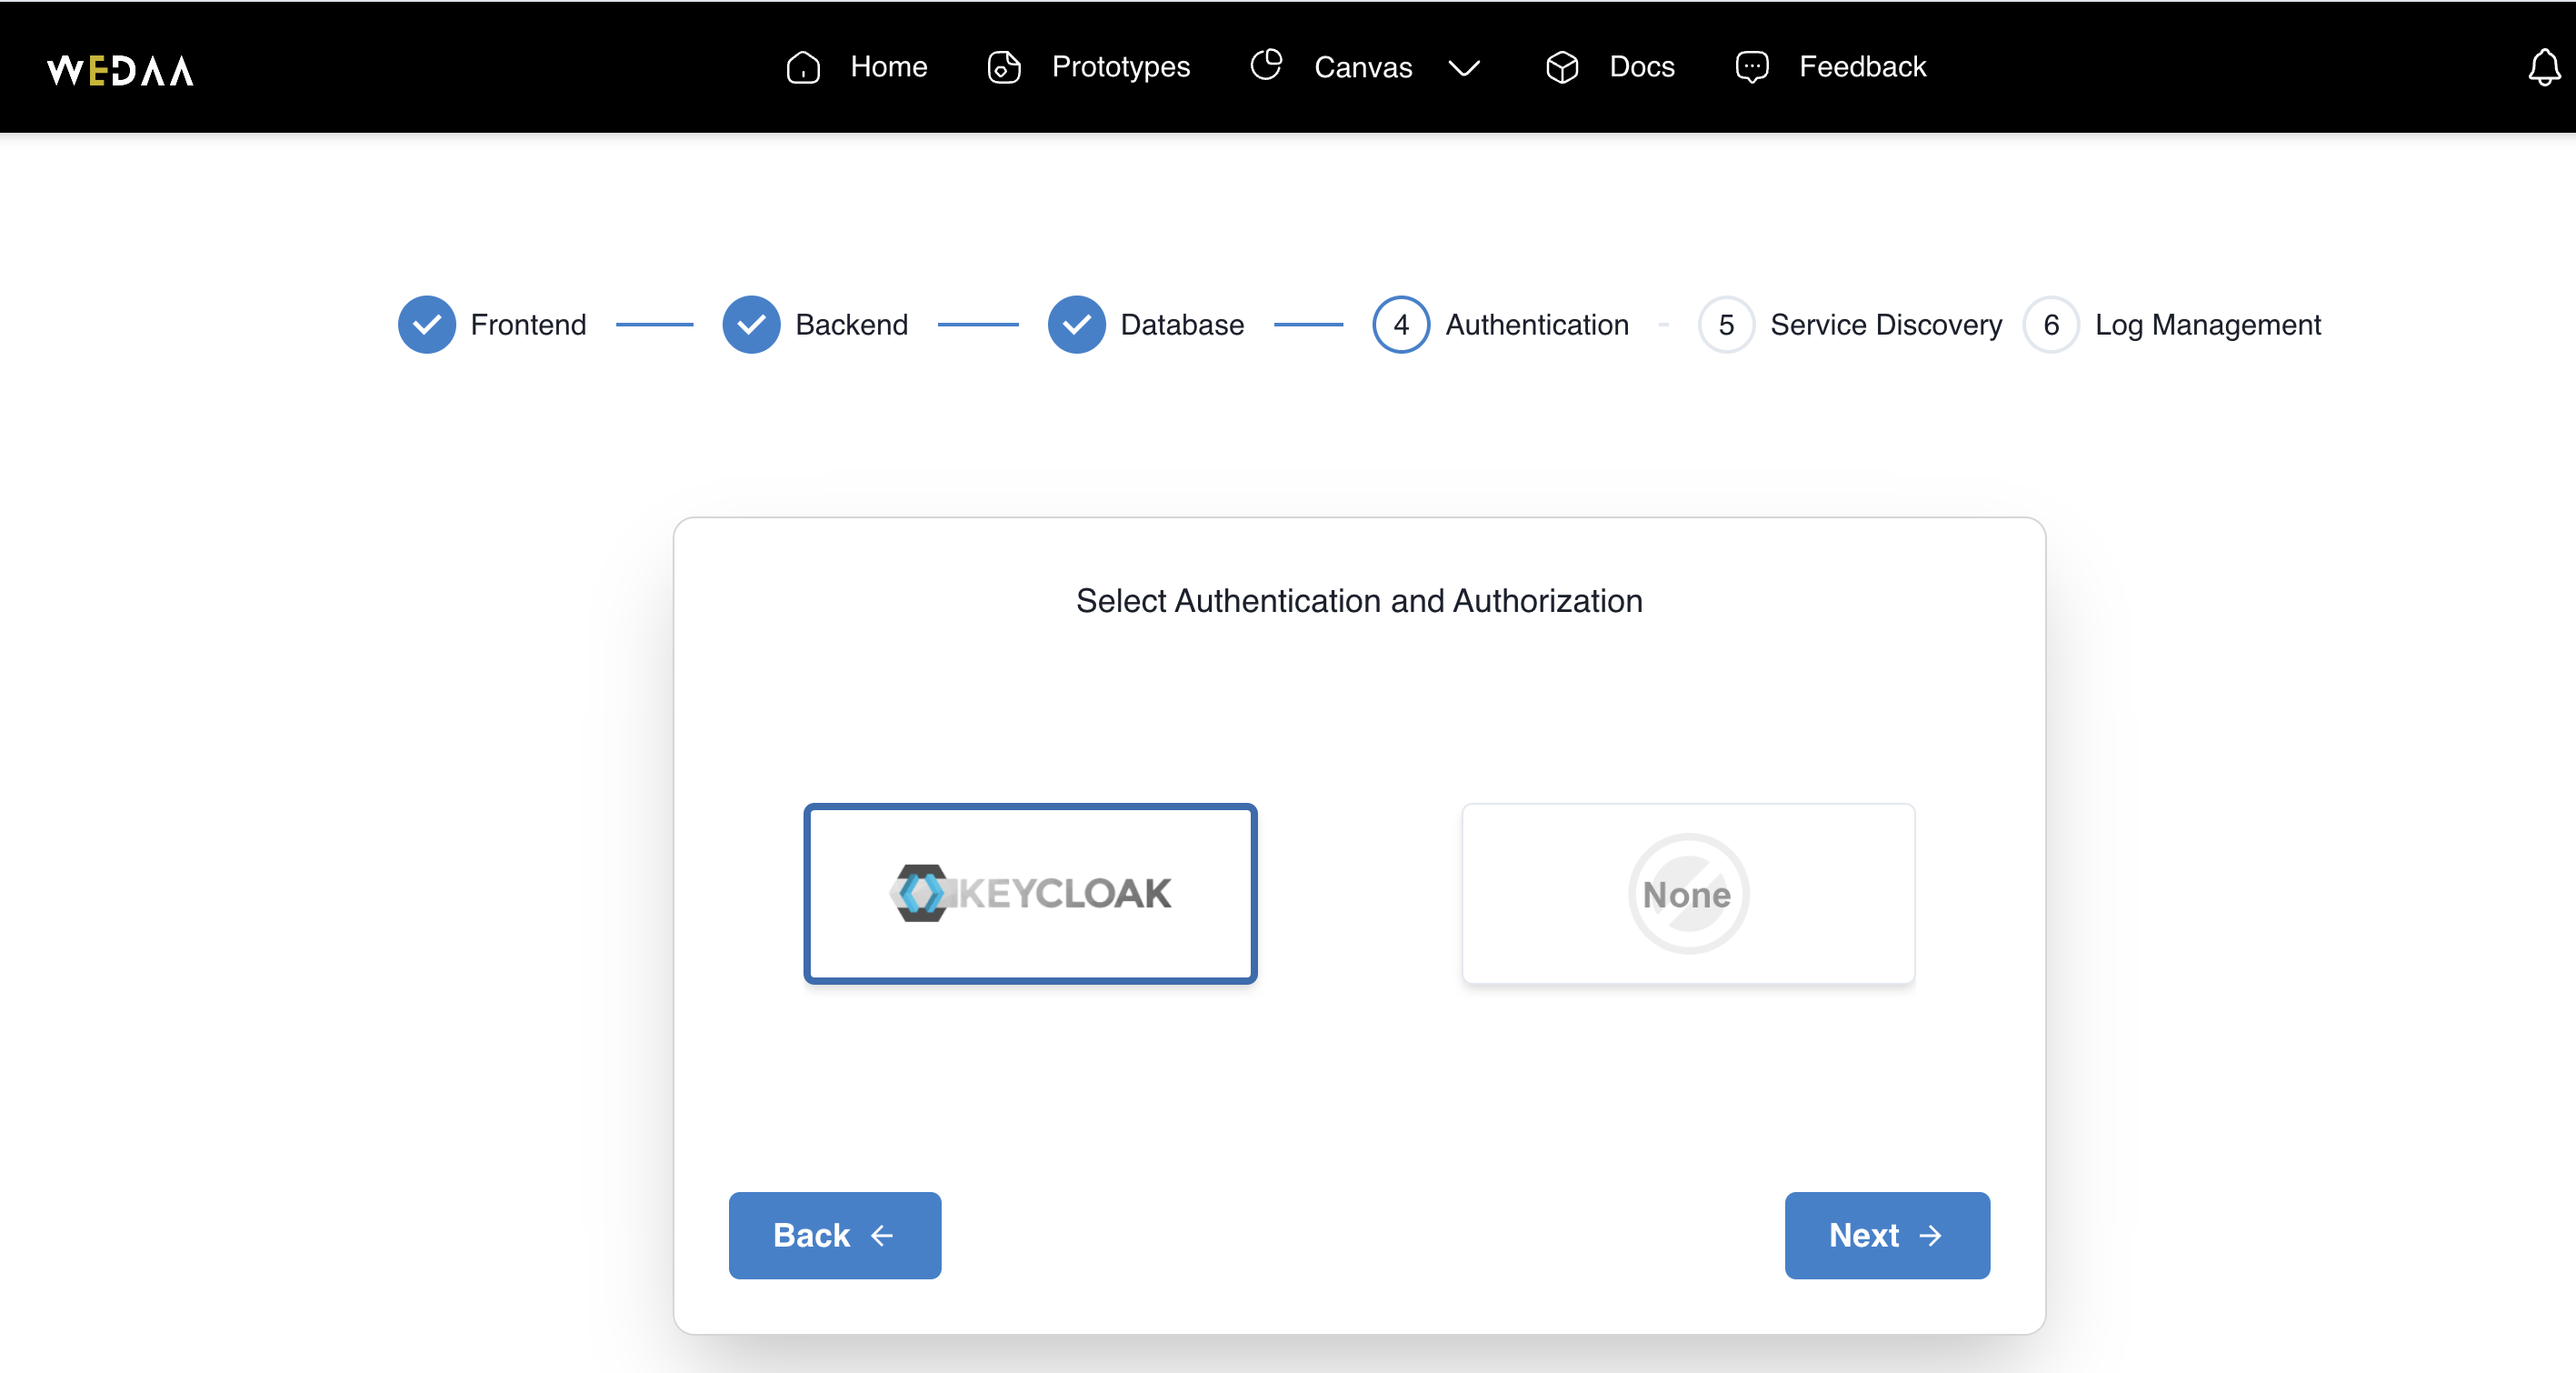 WEDAA Home Prototypes Canvas Docs Feedback
Frontend Backend Database 4 Authentication 5 Service Discovery 6 Log Management
Select Authentication and Authorization
KEYCLOAK None
Back Next